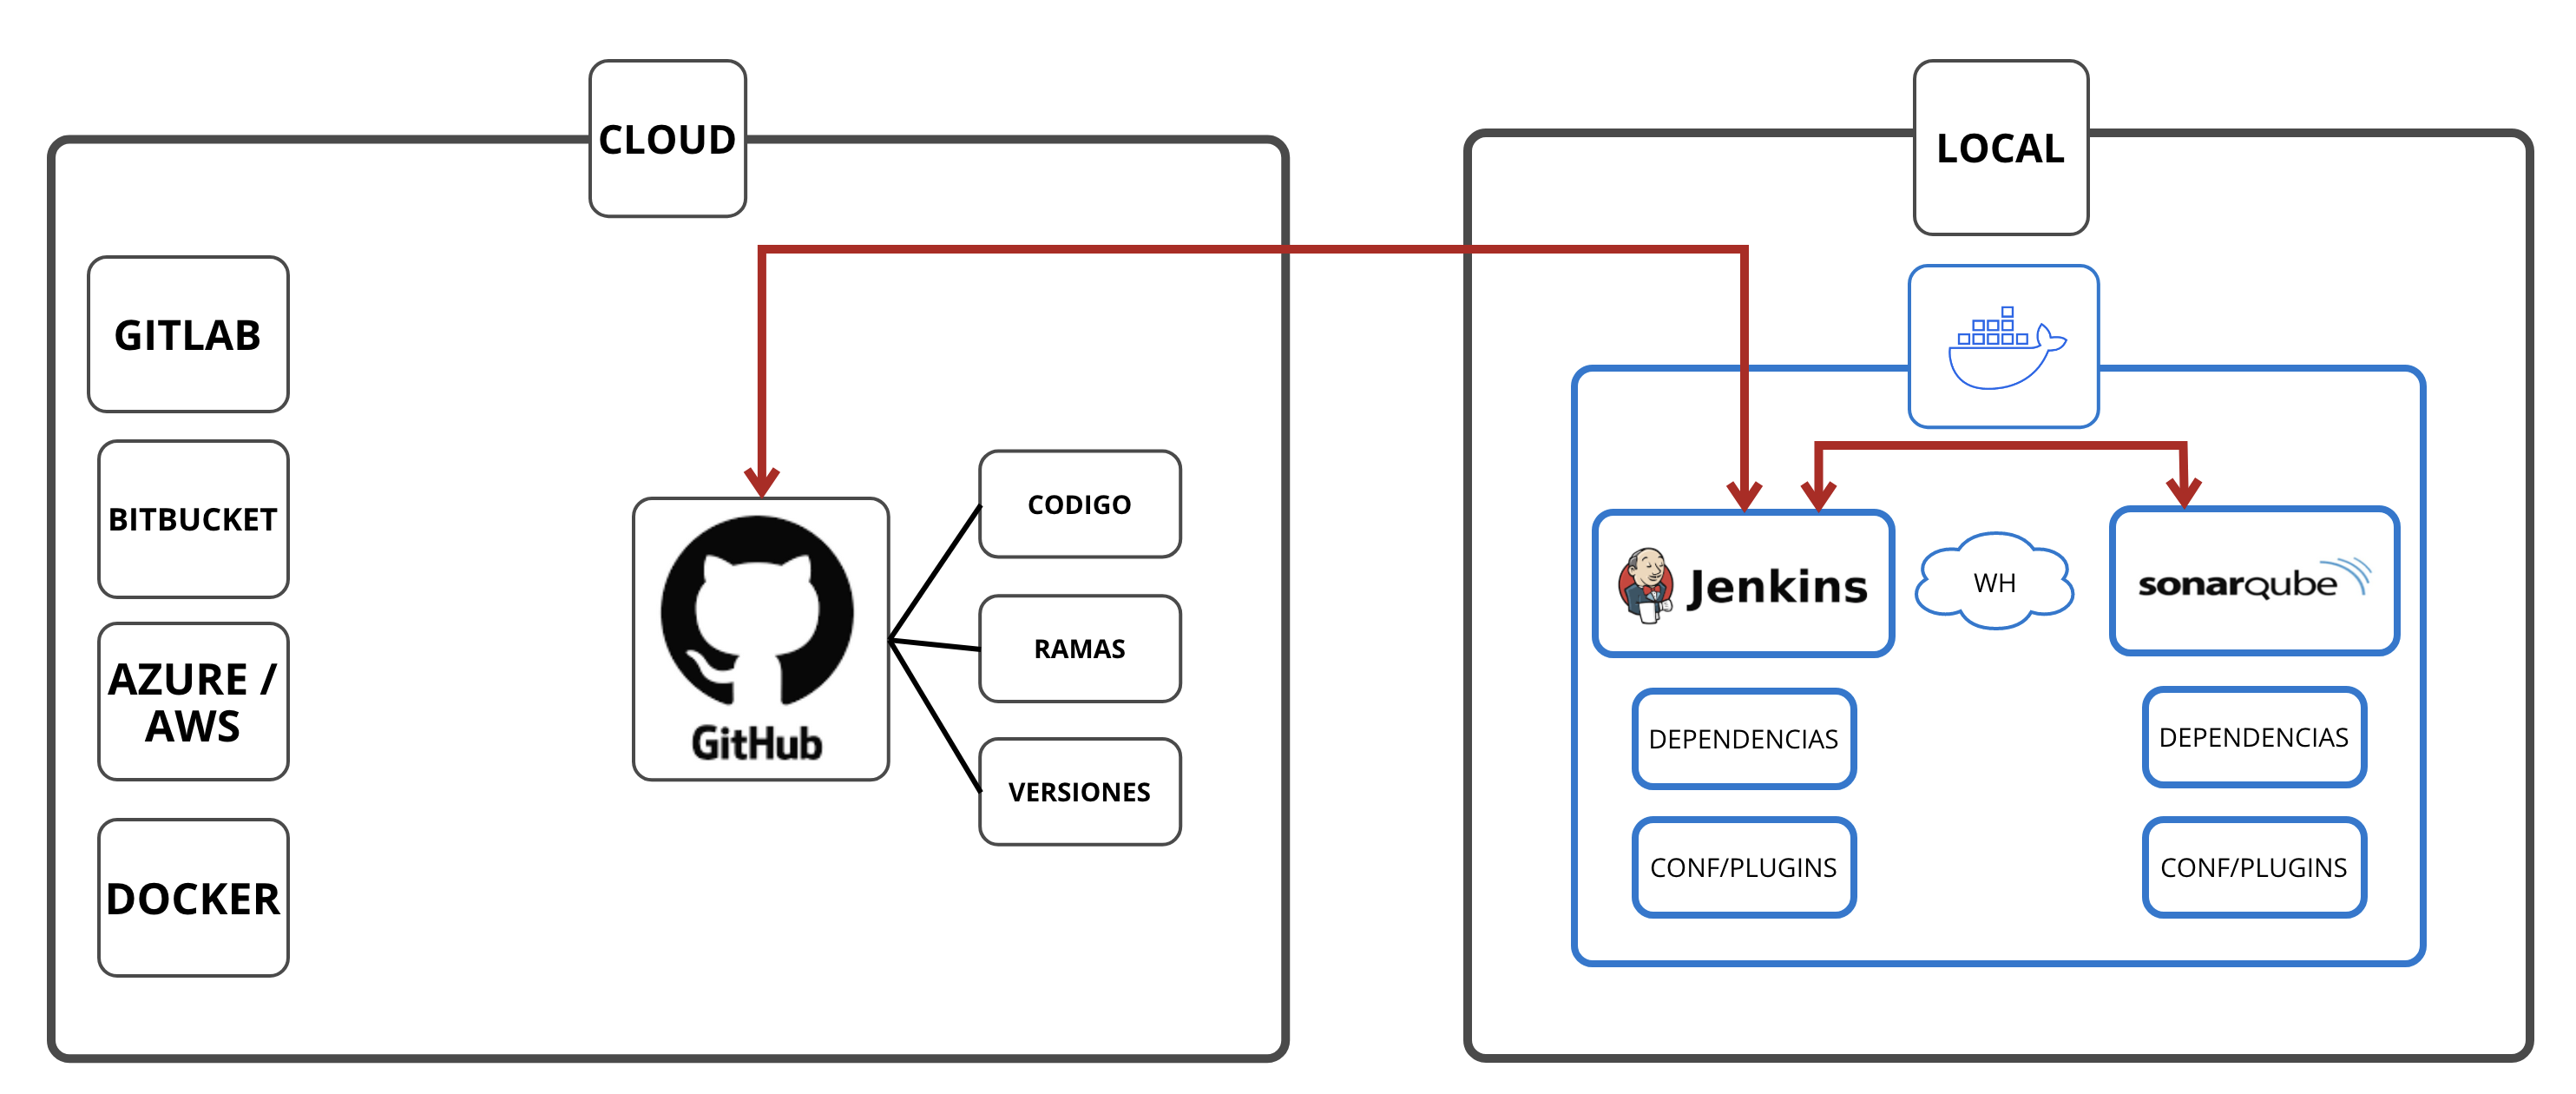 CLOUD
GITLAB
BITBUCKET
AZURE /
AWS
DOCKER
GitHub
CODIGO
RAMAS
VERSIONES
LOCAL
Jenkins
WH
sonarqube
DEPENDENCIAS
DEPENDENCIAS
CONF/PLUGINS
CONF/PLUGINS